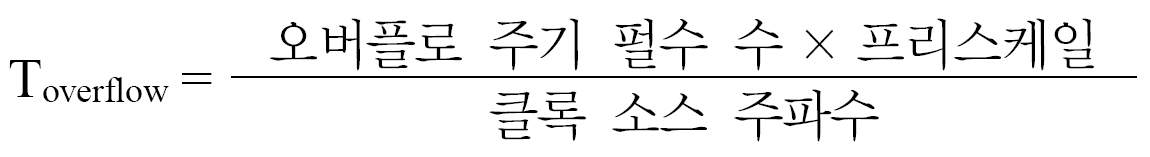 T_overflow = 오버플로 주기 펄수 수 × 프리스케일
클록 소스 주파수